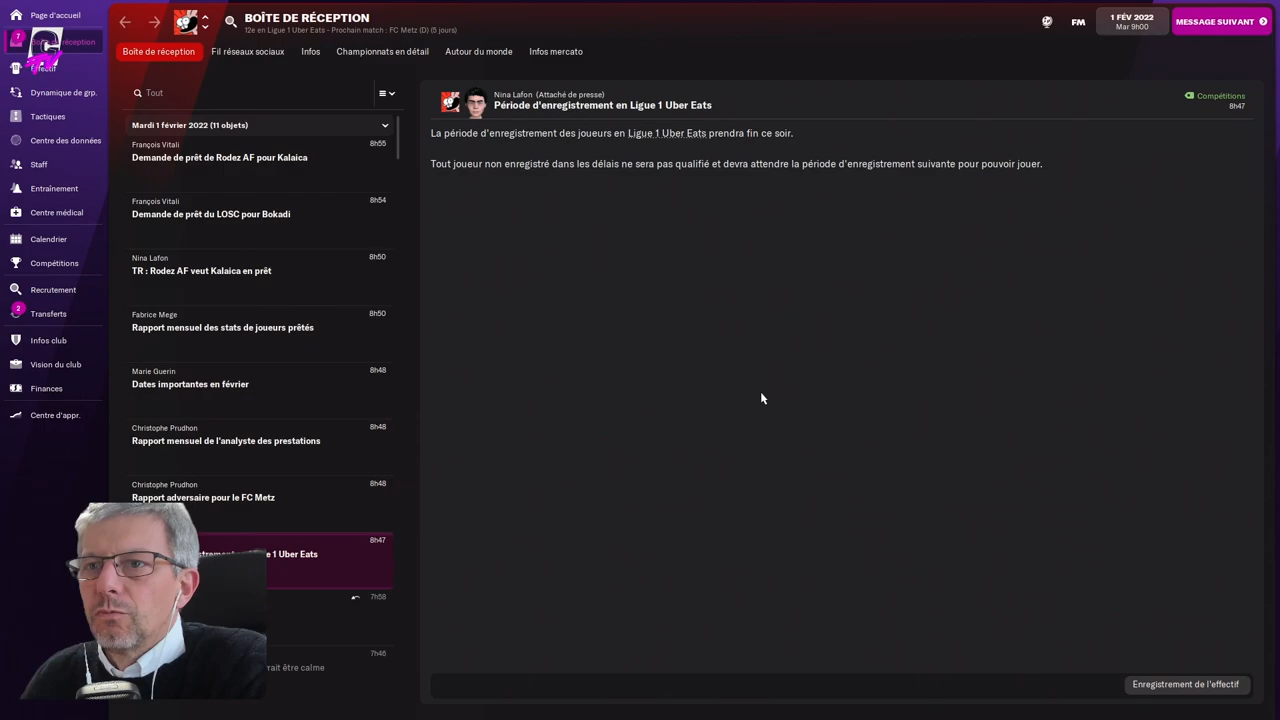 7
Page d'accueil
Boîte de réception
TV
Effectif
Dynamique de grp.
Tactiques
Centre des données
Staff
Entraînement
Centre médical
Calendrier
Compétitions
Recrutement
2
Transferts
Infos club
Vision du club
Finances
Centre d'appr.
BOÎTE DE RÉCEPTION
12e en Ligue 1 Uber Eats - Prochain match : FC Metz (D) (5 jours)
FM
1 FÉV 2022
Mar 9h00
MESSAGE SUIVANT
Boîte de réception
Fil réseaux sociaux
Infos
Championnats en détail
Autour du monde
Infos mercato
Tout
Mardi 1 février 2022 (11 objets)
François Vitali 8h55
Demande de prêt de Rodez AF pour Kalaica
François Vitali 8h54
Demande de prêt du LOSC pour Bokadi
Nina Lafon 8h50
TR : Rodez AF veut Kalaica en prêt
Fabrice Mege 8h50
Rapport mensuel des stats de joueurs prêtés
Marie Guerin 8h48
Dates importantes en février
Christophe Prudhon 8h48
Rapport mensuel de l'analyste des prestations
Christophe Prudhon 8h48
Rapport adversaire pour le FC Metz
8h47
1 Uber Eats
7h58
7h46
être calme
Nina Lafon (Attaché de presse)
Période d'enregistrement en Ligue 1 Uber Eats
Compétitions
8h47
La période d'enregistrement des joueurs en Ligue 1 Uber Eats prendra fin ce soir.
Tout joueur non enregistré dans les délais ne sera pas qualifié et devra attendre la période d'enregistrement suivante pour pouvoir jouer.
Enregistrement de l'effectif